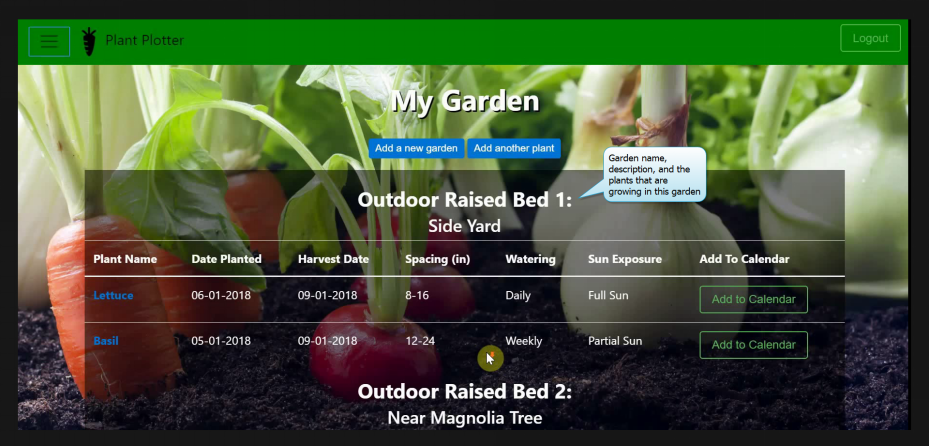 Plant Plotter
Logout
My Garden
Add a new garden Add another plant
Garden name,
description, and the
plants that are
growing in this garden
Outdoor Raised Bed 1:
Side Yard
Plant Name Date Planted Harvest Date Spacing (in) Watering Sun Exposure Add To Calendar
Lettuce 06-01-2018 09-01-2018 8-16 Daily Full Sun Add to Calendar
Basil 05-01-2018 09-01-2018 12-24 Weekly Partial Sun Add to Calendar
Outdoor Raised Bed 2:
Near Magnolia Tree